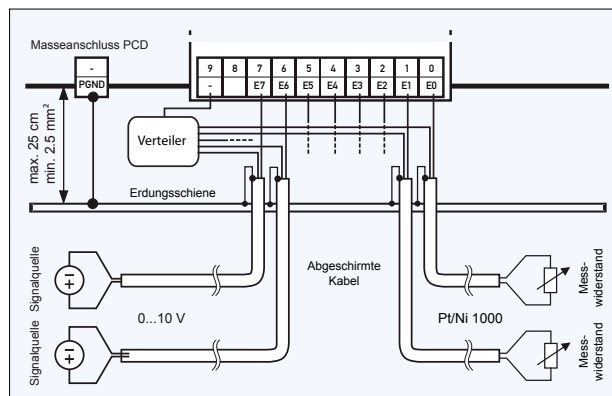 Masseanschluss PCD
-
PGND
9 8 7 6 5 4 3 2 1 0
- E7 E6 E5 E4 E3 E2 E1 E0
max. 25 cm
min. 2.5 mm²
Verteiler
Erdungsschiene
Signalquelle
0...10 V
Abgeschirmte
Kabel
Pt/Ni 1000
Mess-
widerstand
Signalquelle
Mess-
widerstand